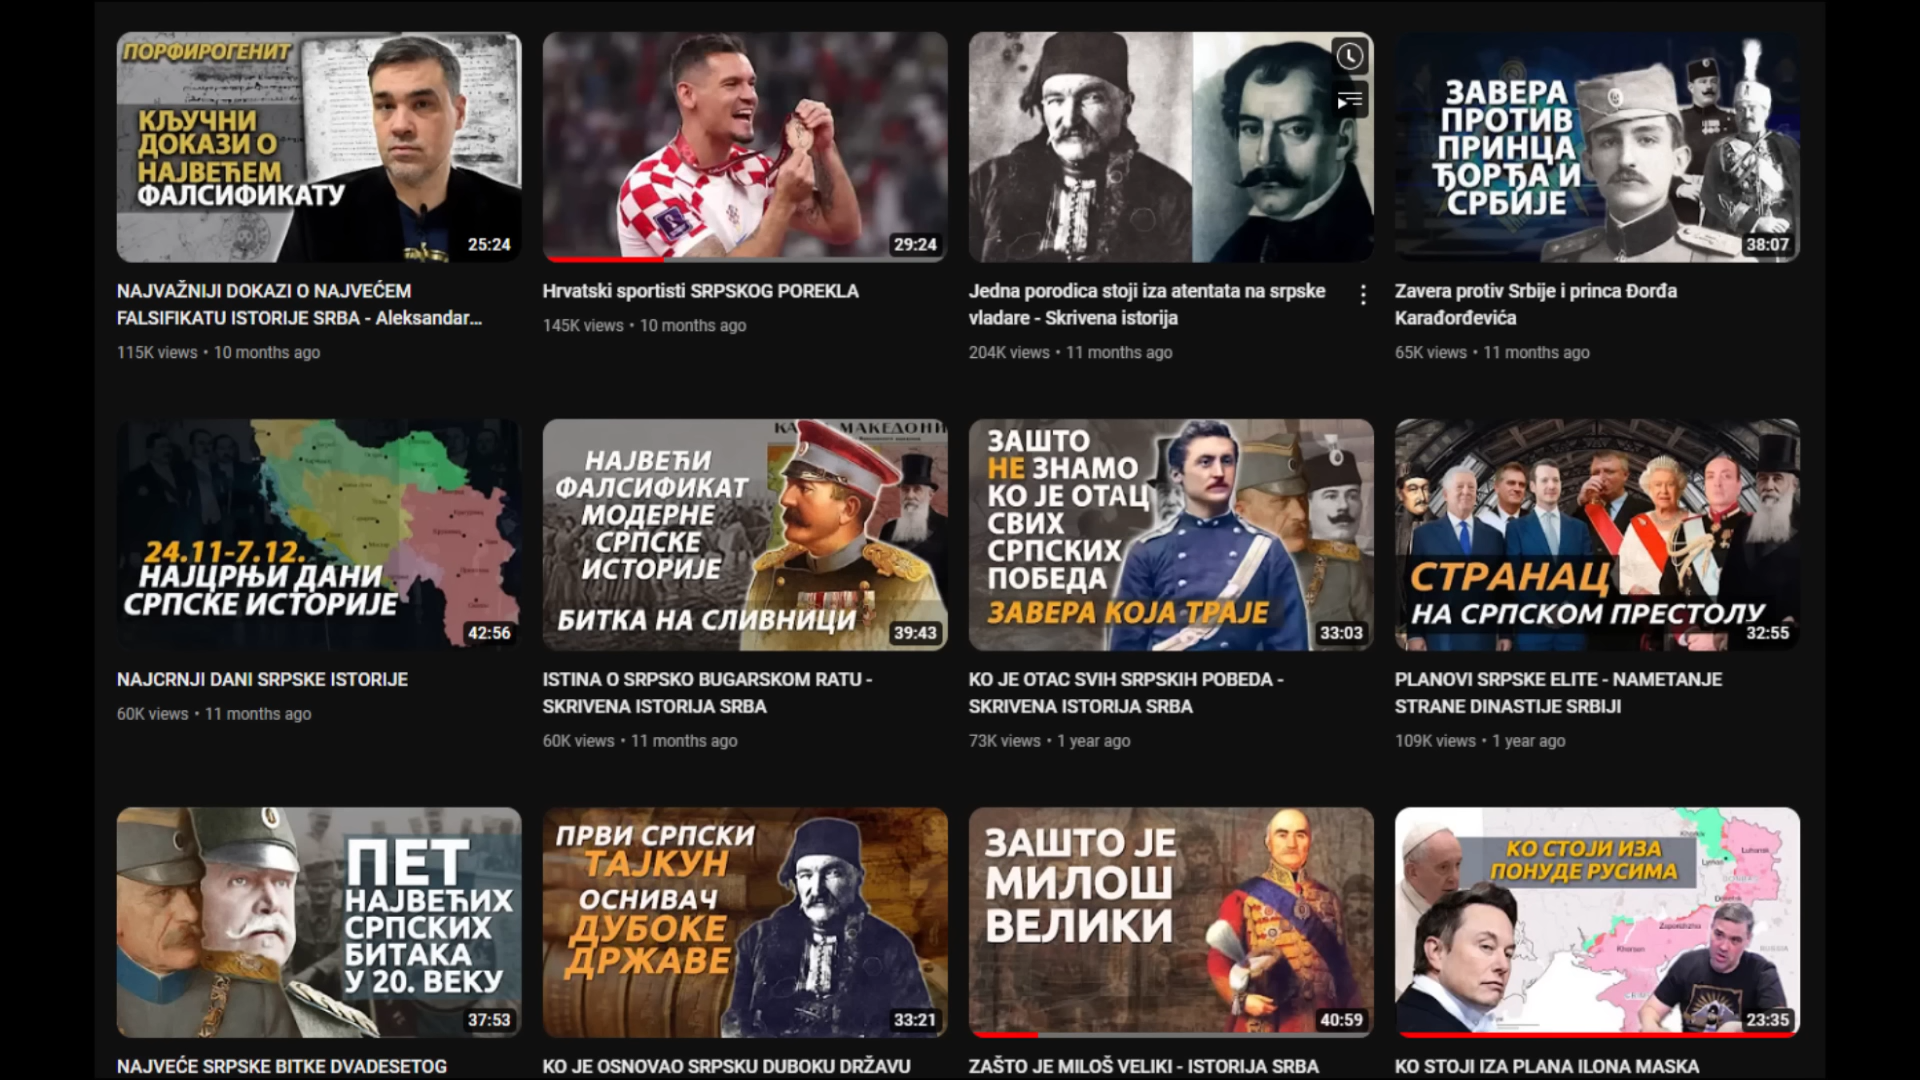 ПОРФИРОГЕНИТ
КЉУЧНИ
ДОКАЗИ О
НАЈВЕЋЕМ
ФАЛСИФИКАТУ
25:24
NAJVAŽNIJI DOKAZI O NAJVEĆEM
FALSIFIKATU ISTORIJE SRBA - Aleksandar...
115K views • 10 months ago
29:24
Hrvatski sportisti SRPSKOG POREKLA
145K views • 10 months ago
Jedna porodica stoji iza atentata na srpske
vladare - Skrivena istorija
204K views • 11 months ago
ЗАВЕРА
ПРОТИВ
ПРИНЦА
ЂОРЂА И
СРБИЈЕ
38:07
Zavera protiv Srbije i princa Đorđa
Karađorđevića
65K views • 11 months ago
24.11-7.12.
НАЈЦРЊИ ДАНИ
СРПСКЕ ИСТОРИЈЕ
42:56
NAJCRNJI DANI SRPSKE ISTORIJE
60K views • 11 months ago
МАКЕДОНИ
НАЈВЕЋИ
ФАЛСИФИКАТ
МОДЕРНЕ
СРПСКЕ
ИСТОРИЈЕ
БИТКА НА СЛИВНИЦИ
39:43
ISTINA O SRPSKO BUGARSKOM RATU -
SKRIVENA ISTORIJA SRBA
60K views • 11 months ago
ЗАШТО
НЕ ЗНАМО
КО ЈЕ ОТАЦ
СВИХ
СРПСКИХ
ПОБЕДА
ЗАВЕРА КОЈА ТРАЈЕ
33:03
KO JE OTAC SVIH SRPSKIH POBEDA -
SKRIVENA ISTORIJA SRBA
73K views • 1 year ago
СТРАНАЦ
НА СРПСКОМ ПРЕСТОЛУ
32:55
PLANOVI SRPSKE ELITE - NAMETANJE
STRANE DINASTIJE SRBIJI
109K views • 1 year ago
ПЕТ
НАЈВЕЋИХ
СРПСКИХ
БИТАКА
У 20. ВЕКУ
37:53
NAJVEĆE SRPSKE BITKE DVADESETOG
ПРВИ СРПСКИ
ТАЈКУН
ОСНИВАЧ
ДУБОКЕ
ДРЖАВЕ
33:21
KO JE OSNOVAO SRPSKU DUBOKU DRŽAVU
ЗАШТО ЈЕ
МИЛОШ
ВЕЛИКИ
40:59
ZAŠTO JE MILOŠ VELIKI - ISTORIJA SRBA
КО СТОЈИ ИЗА
ПОНУДЕ РУСИМА
Luhansk
Kherson
23:35
KO STOJI IZA PLANA ILONA MASKA